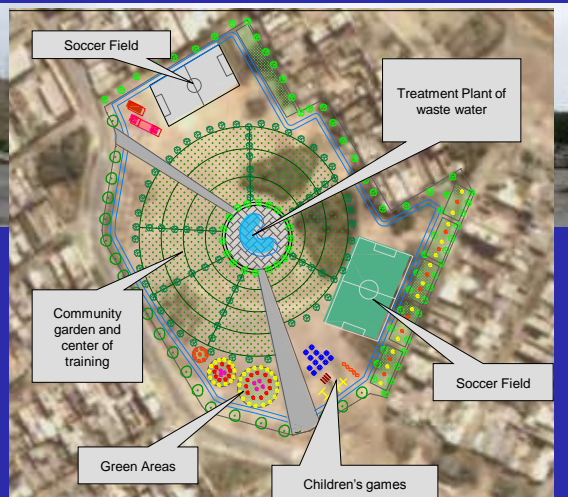 Soccer Field
Treatment Plant of
waste water
Community
garden and
center of
training
Soccer Field
Green Areas
Children's games